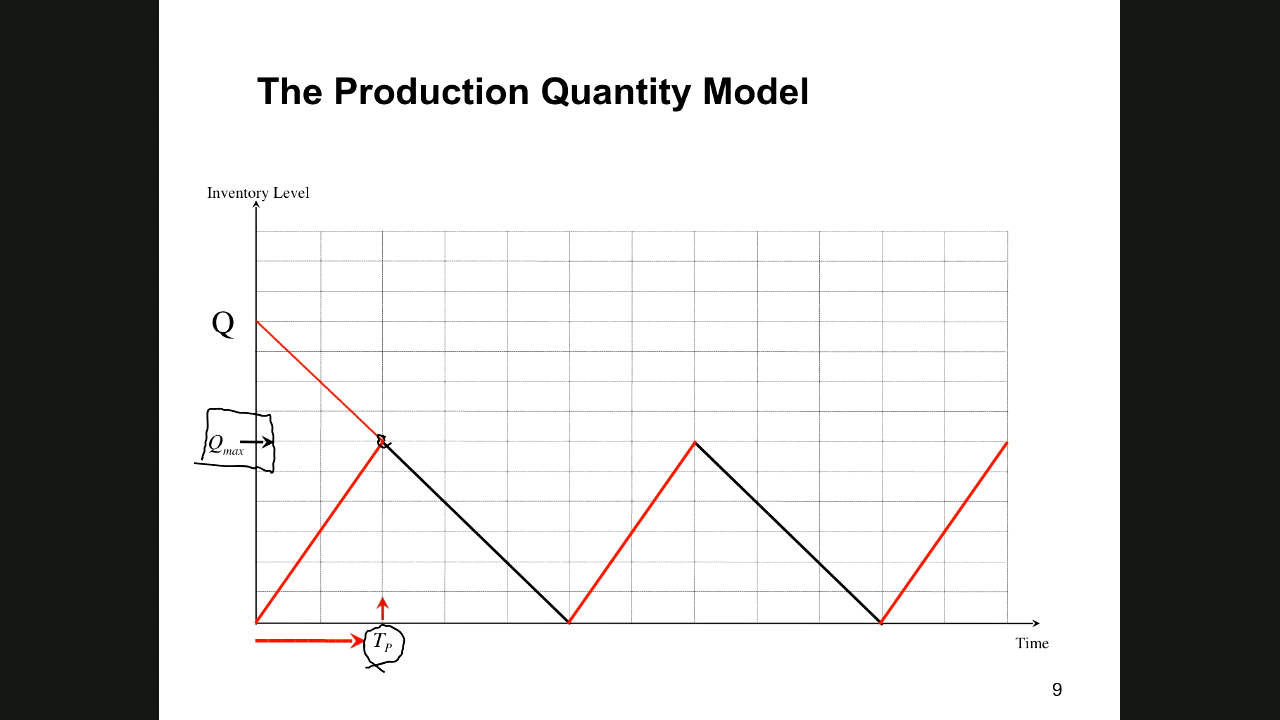 The Production Quantity Model
Inventory Level
Q
Qmax
TP
Time
9